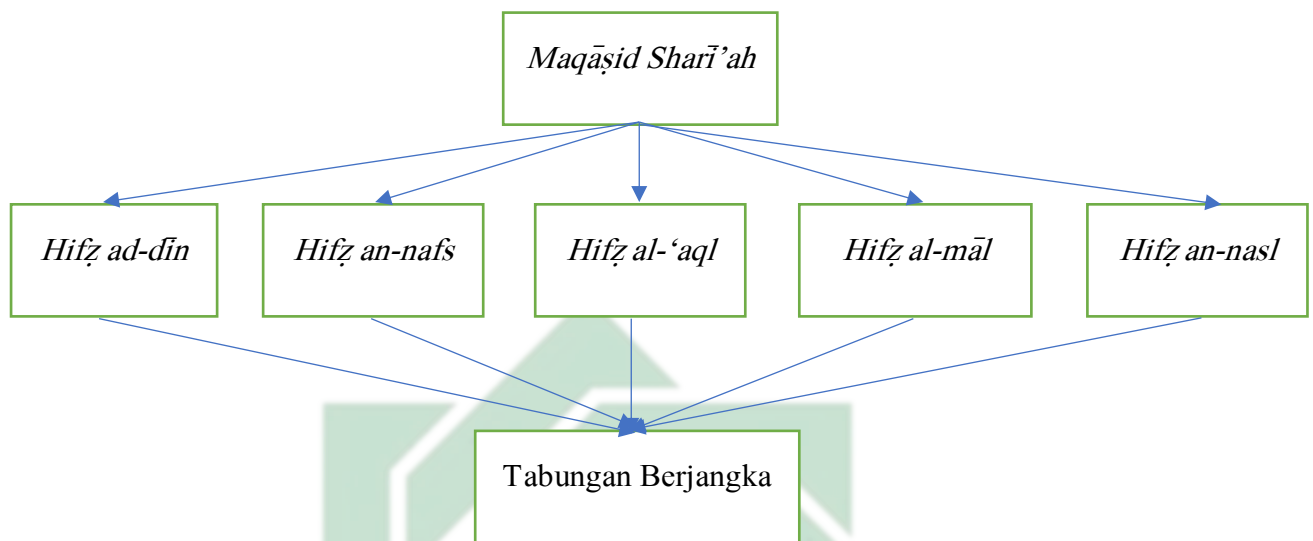 Maqāṣid Sharī’ah
Hifẓ ad-dīn
Hifẓ an-nafs
Hifẓ al-‘aql
Hifẓ al-māl
Hifẓ an-nasl
Tabungan Berjangka